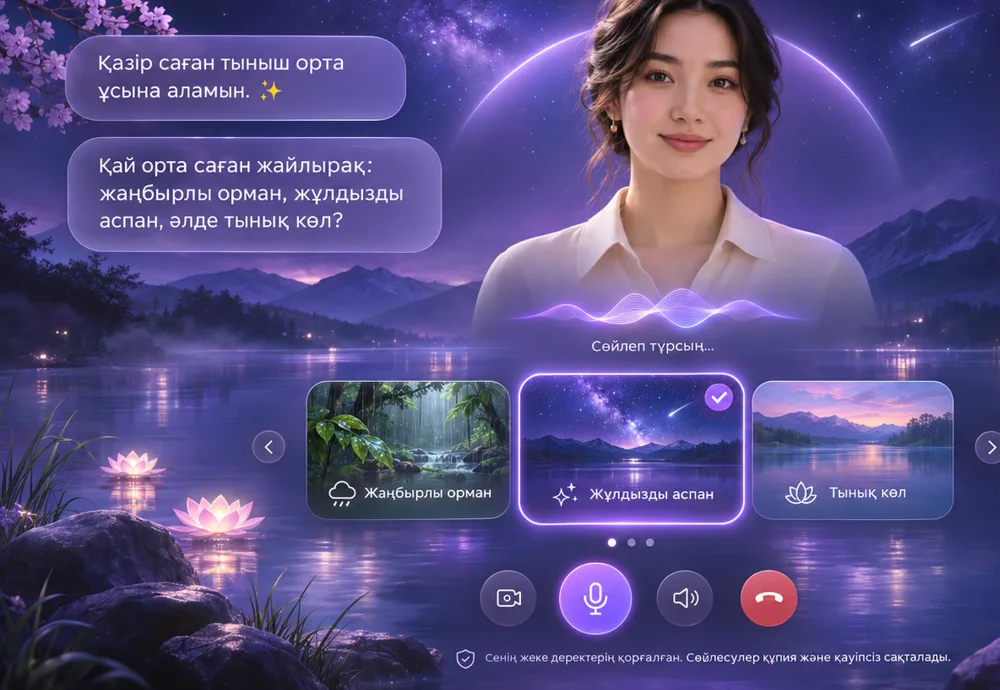 Қазір саған тыныш орта
ұсына аламын. ✨
Қай орта саған жайлырақ:
жаңбырлы орман, жұлдызды
аспан, әлде тынық көл?
Сөйлеп тұрсың...
Жаңбырлы орман
Жұлдызды аспан
Тынық көл
Сенің жеке деректерің қорғалған. Сөйлесулер құпия және қауіпсіз сақталады.